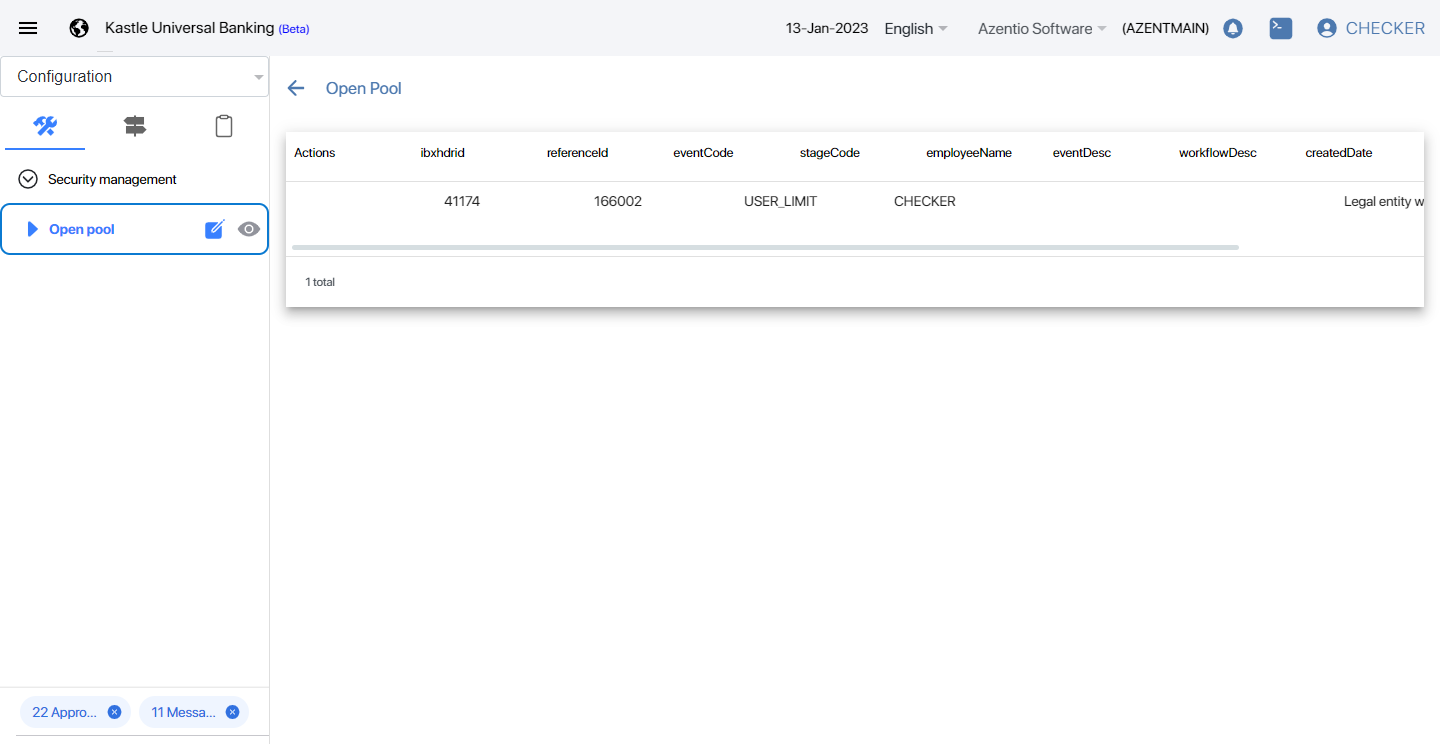 Kastle Universal Banking (Beta) 13-Jan-2023 English Azentio Software (AZENTMAIN) CHECKER
Configuration
Open Pool
Security management
Open pool
Actions ibxhdrid referenceId eventCode stageCode employeeName eventDesc workflowDesc createdDate
41174 166002 USER_LIMIT CHECKER Legal entity w
1 total
22 Appro... 11 Messa...